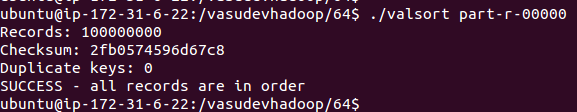 ubuntu@ip-172-31-6-22:/vasudevhadoop/64$ ./valsort part-r-00000
Records: 100000000
Checksum: 2fb0574596d67c8
Duplicate keys: 0
SUCCESS - all records are in order
ubuntu@ip-172-31-6-22:/vasudevhadoop/64$